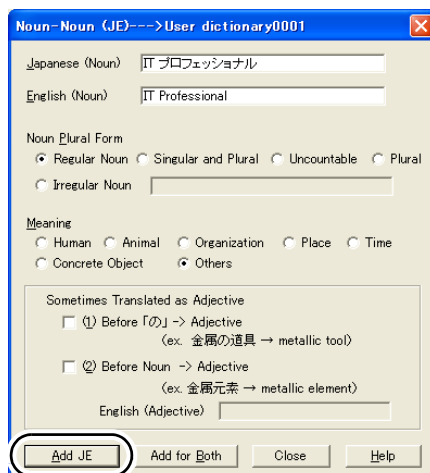 Noun-Noun (JE)--->User dictionary0001
Japanese (Noun) IT プロフェッショナル
English (Noun) IT Professional
Noun Plural Form
Regular Noun Singular and Plural Uncountable Plural
Irregular Noun
Meaning
Human Animal Organization Place Time
Concrete Object Others
Sometimes Translated as Adjective
(1) Before「の」-> Adjective
(ex. 金属の道具 → metallic tool)
(2) Before Noun -> Adjective
(ex. 金属元素 → metallic element)
English (Adjective)
Add JE Add for Both Close Help